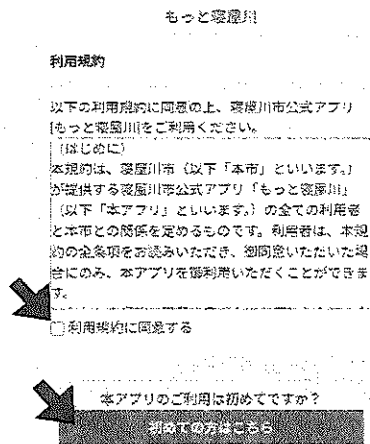 もっと寝屋川
利用規約
以下の利用規約に同意の上、寝屋川市公式アプリ
[もっと寝屋川]をご利用ください。
(はじめに)
本規約は、寝屋川市(以下「本市」といいます。)
が提供する寝屋川市公式アプリ「もっと寝屋川」
(以下「本アプリ」といいます。)の全ての利用者
と本市との関係を定めるものです。利用者は、本規
約の全条項をお読みいただき、御同意いただいた場
合にのみ、本アプリを御利用いただくことができま
す。
利用規約に同意する
本アプリのご利用は初めてですか?
初めての方はこちら